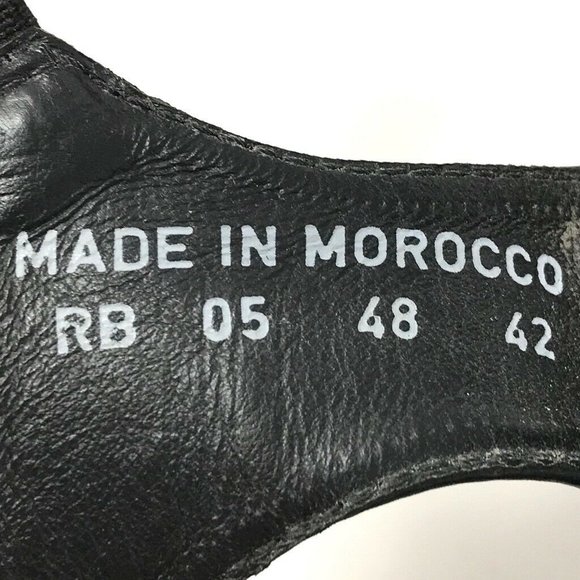 MADE IN MOROCCO
RB 05 48 42